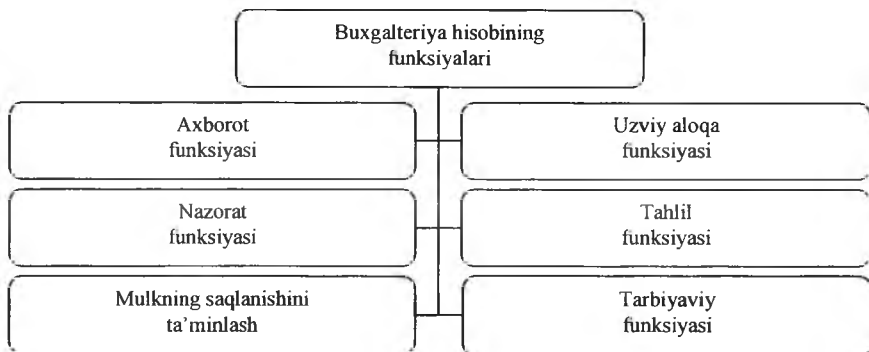 Buxgalteriya hisobining
funksiyalari
Axborot
funksiyasi
Uzviy aloqa
funksiyasi
Nazorat
funksiyasi
Tahlil
funksiyasi
Mulkning saqlanishini
ta’minlash
Tarbiyaviy
funksiyasi